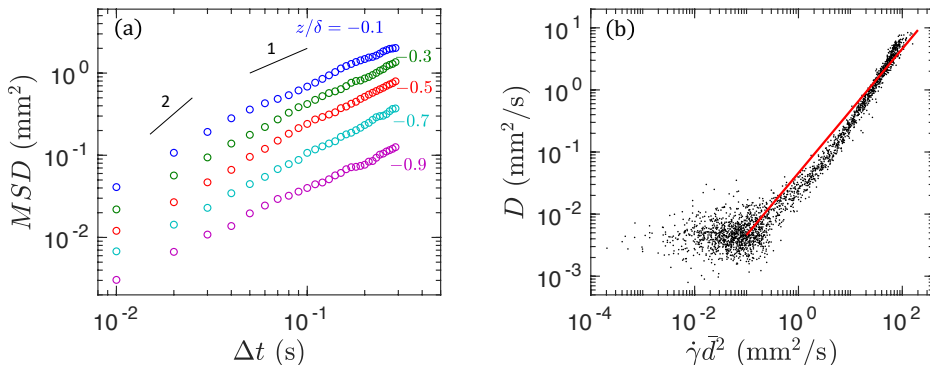 (a)
z/δ = −0.1
−0.3
−0.5
−0.7
−0.9
1
2
MSD (mm²)
10⁰
10⁻¹
10⁻²
10⁻²
10⁻¹
Δt (s)
(b)
D (mm²/s)
10¹
10⁰
10⁻¹
10⁻²
10⁻³
10⁻⁴
10⁻²
10⁰
10²
γ̇d̄² (mm²/s)